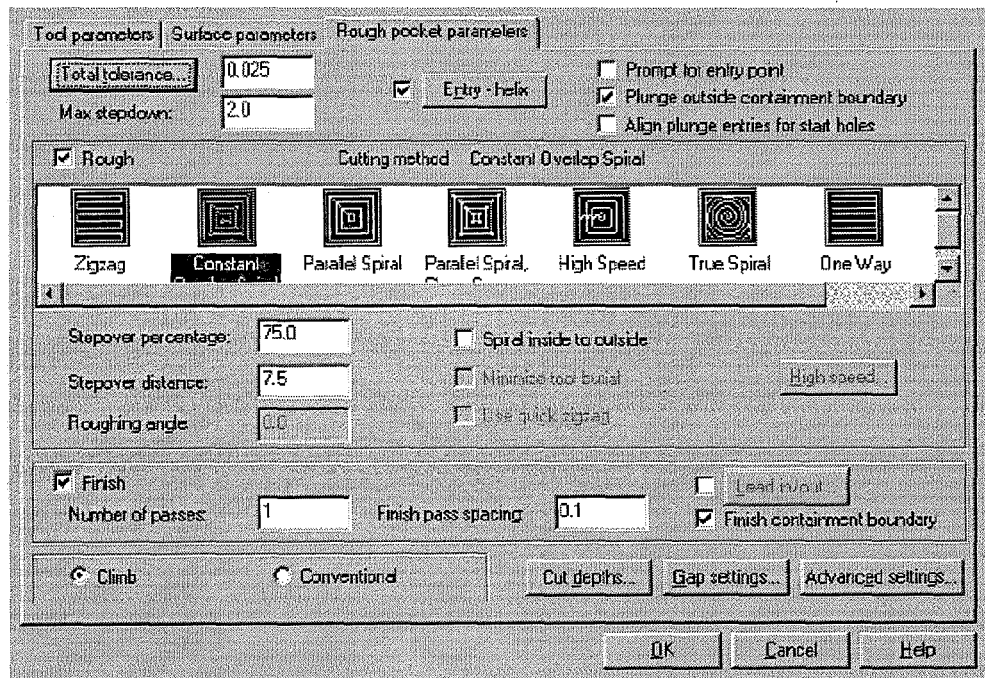 Tool parameters Surface parameters Rough pocket parameters
Total tolerance... 0.025
Max stepdown: 2.0
Entry - helix
Prompt for entry point
Plunge outside containment boundary
Align plunge entries for start holes
Rough Cutting method Constant Overlap Spiral
Zigzag Constant Parallel Spiral Parallel Spiral, High Speed True Spiral One Way
Stepover percentage: 75.0
Stepover distance: 7.5
Roughing angle 0.0
Spiral inside to outside
Minimize tool burial
Use quick zigzag
High speed...
Finish
Number of passes: 1 Finish pass spacing 0.1
Lead in/out...
Finish containment boundary
Climb Conventional
Cut depths... Gap settings... Advanced settings...
OK Cancel Help